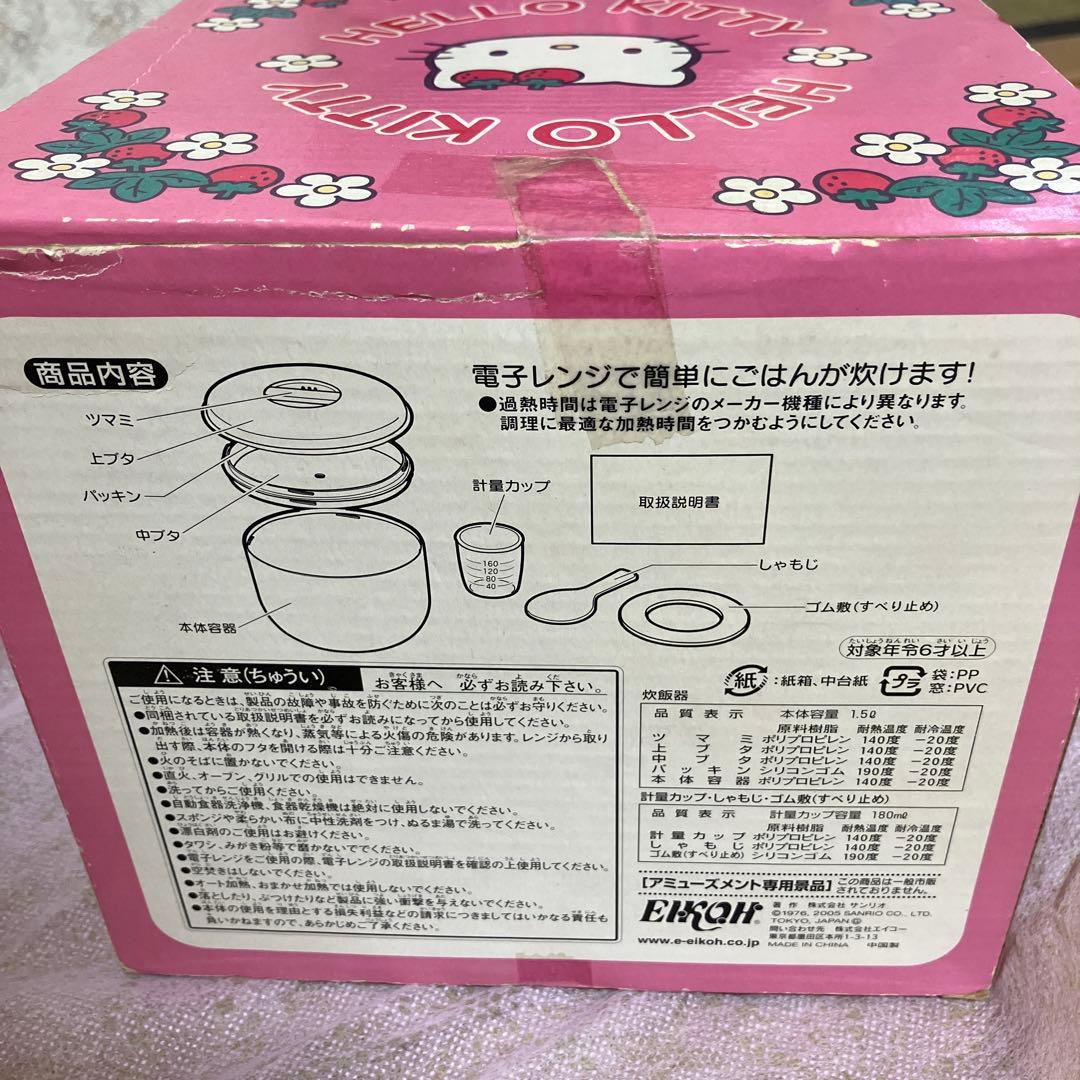 HELLO KITTY
HELLO KITTY
商品内容
ツマミ
上ブタ
パッキン
中ブタ
本体容器
電子レンジで簡単にごはんが炊けます!
●過熱時間は電子レンジのメーカー機種により異なります。
調理に最適な加熱時間をつかむようにしてください。
計量カップ
160
120
80
40
取扱説明書
しゃもじ
ゴム敷(すべり止め)
たいしょうねんれい さい いじょう
対象年令6才以上
注意(ちゅうい)
お客様へ 必ずお読み下さい。
ご使用になるときは、製品の故障や事故を防ぐために次のことは必ずお守りください。
●同梱されている取扱説明書を必ずお読みになってから使用してください。
●加熱後は容器が熱くなり、蒸気等による火傷の危険があります。レンジから取り
出す際、本体のフタを開ける際は十分ご注意ください。
●火のそばに置かないでください。
●直火、オーブン、グリルでの使用はできません。
●洗ってからご使用ください。
●自動食器洗浄機、食器乾燥機は絶対に使用しないでください。
●スポンジや柔らかい布に中性洗剤をつけ、ぬるま湯で洗ってください。
●漂白剤のご使用はお避けください。
●タワシ、みがき粉等で磨かないでください。
●電子レンジをご使用の際、電子レンジの取扱説明書を確認の上使用してください。
●空焚きはしないでください。
●オート加熱、おまかせ加熱では使用しないでください。
●落としたり、ぶつけたりなど製品に強い衝撃を与えないでください。
●本体の使用を理由とする損失利益などの請求につきましてはいかなる責任も
負いかねますので、あらかじめご了承ください。
紙 :紙箱、中台紙
プラ 袋:PP
窓:PVC
炊飯器
品質表示 本体容量 1.5ℓ
原料樹脂 耐熱温度 耐冷温度
ツマミ ポリプロピレン 140度 −20度
上ブタ ポリプロピレン 140度 −20度
中ブタ ポリプロピレン 140度 −20度
パッキン シリコンゴム 190度 −20度
本体容器 ポリプロピレン 140度 −20度
計量カップ・しゃもじ・ゴム敷(すべり止め)
品質表示 計量カップ容量 180mℓ
原料樹脂 耐熱温度 耐冷温度
計量カップ ポリプロピレン 140度 −20度
しゃもじ ポリプロピレン 140度 −20度
ゴム敷(すべり止め) シリコンゴム 190度 −20度
[アミューズメント専用景品] この商品は一般市販
されておりません。
EIKOH
www.e-eikoh.co.jp
著作 株式会社 サンリオ
©1976, 2005 SANRIO CO., LTD.
TOKYO, JAPAN Ⓛ
問い合わせ先 株式会社エイコー
東京都墨田区本所1-3-13
MADE IN CHINA 中国製